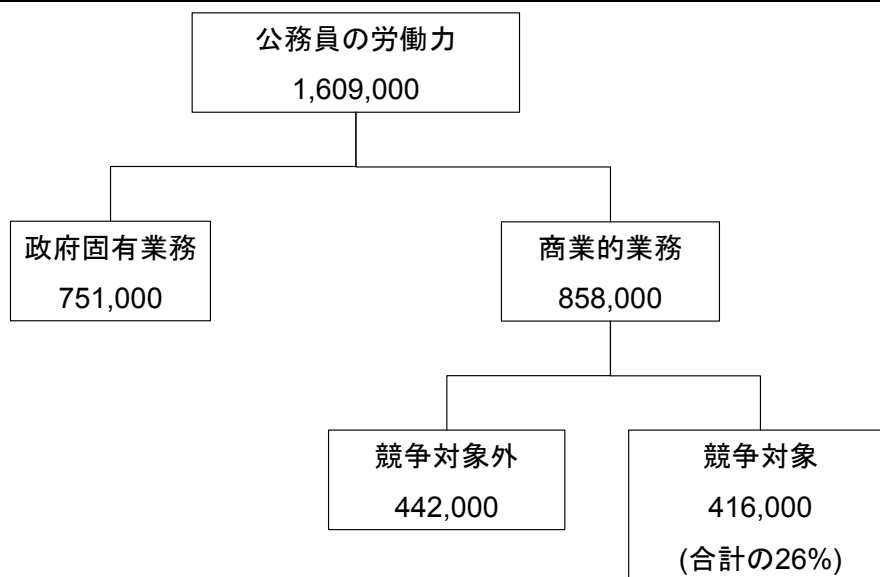 公務員の労働力
1,609,000
政府固有業務
751,000
商業的業務
858,000
競争対象外
442,000
競争対象
416,000
(合計の26%)